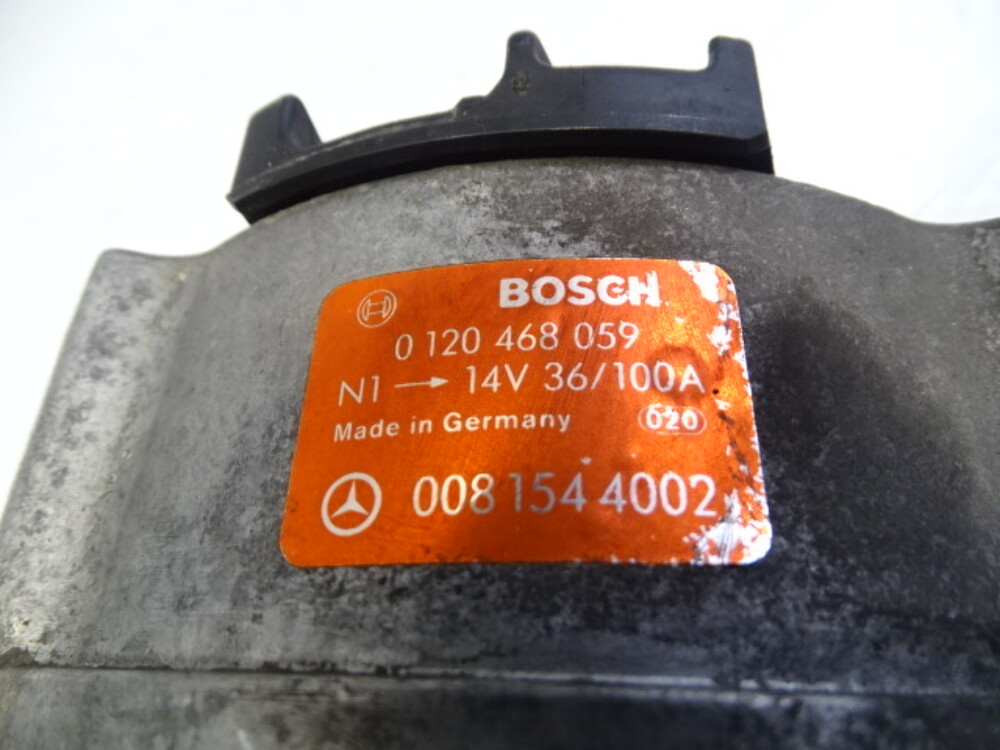 BOSCH
0 120 468 059
N1 → 14V 36/100A
Made in Germany 020
008 154 4002